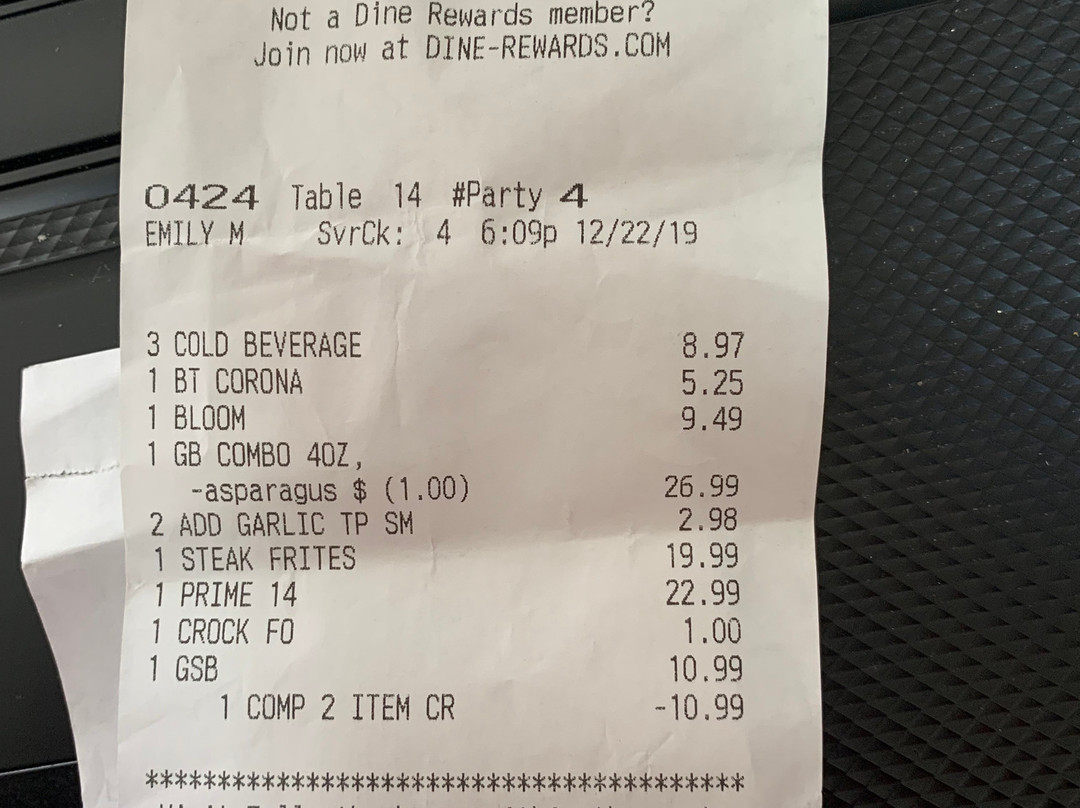 Not a Dine Rewards member?
Join now at DINE-REWARDS.COM
0424 Table 14 #Party 4
EMILY M SvrCk: 4 6:09p 12/22/19
3 COLD BEVERAGE 8.97
1 BT CORONA 5.25
1 BLOOM 9.49
1 GB COMBO 4OZ,
-asparagus $ (1.00) 26.99
2 ADD GARLIC TP SM 2.98
1 STEAK FRITES 19.99
1 PRIME 14 22.99
1 CROCK FO 1.00
1 GSB 10.99
1 COMP 2 ITEM CR -10.99
******************************************